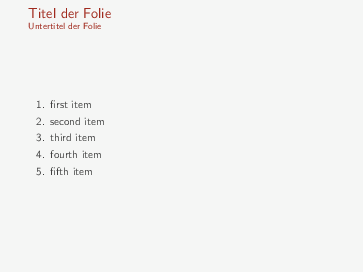 Titel der Folie
Untertitel der Folie
1. first item
2. second item
3. third item
4. fourth item
5. fifth item